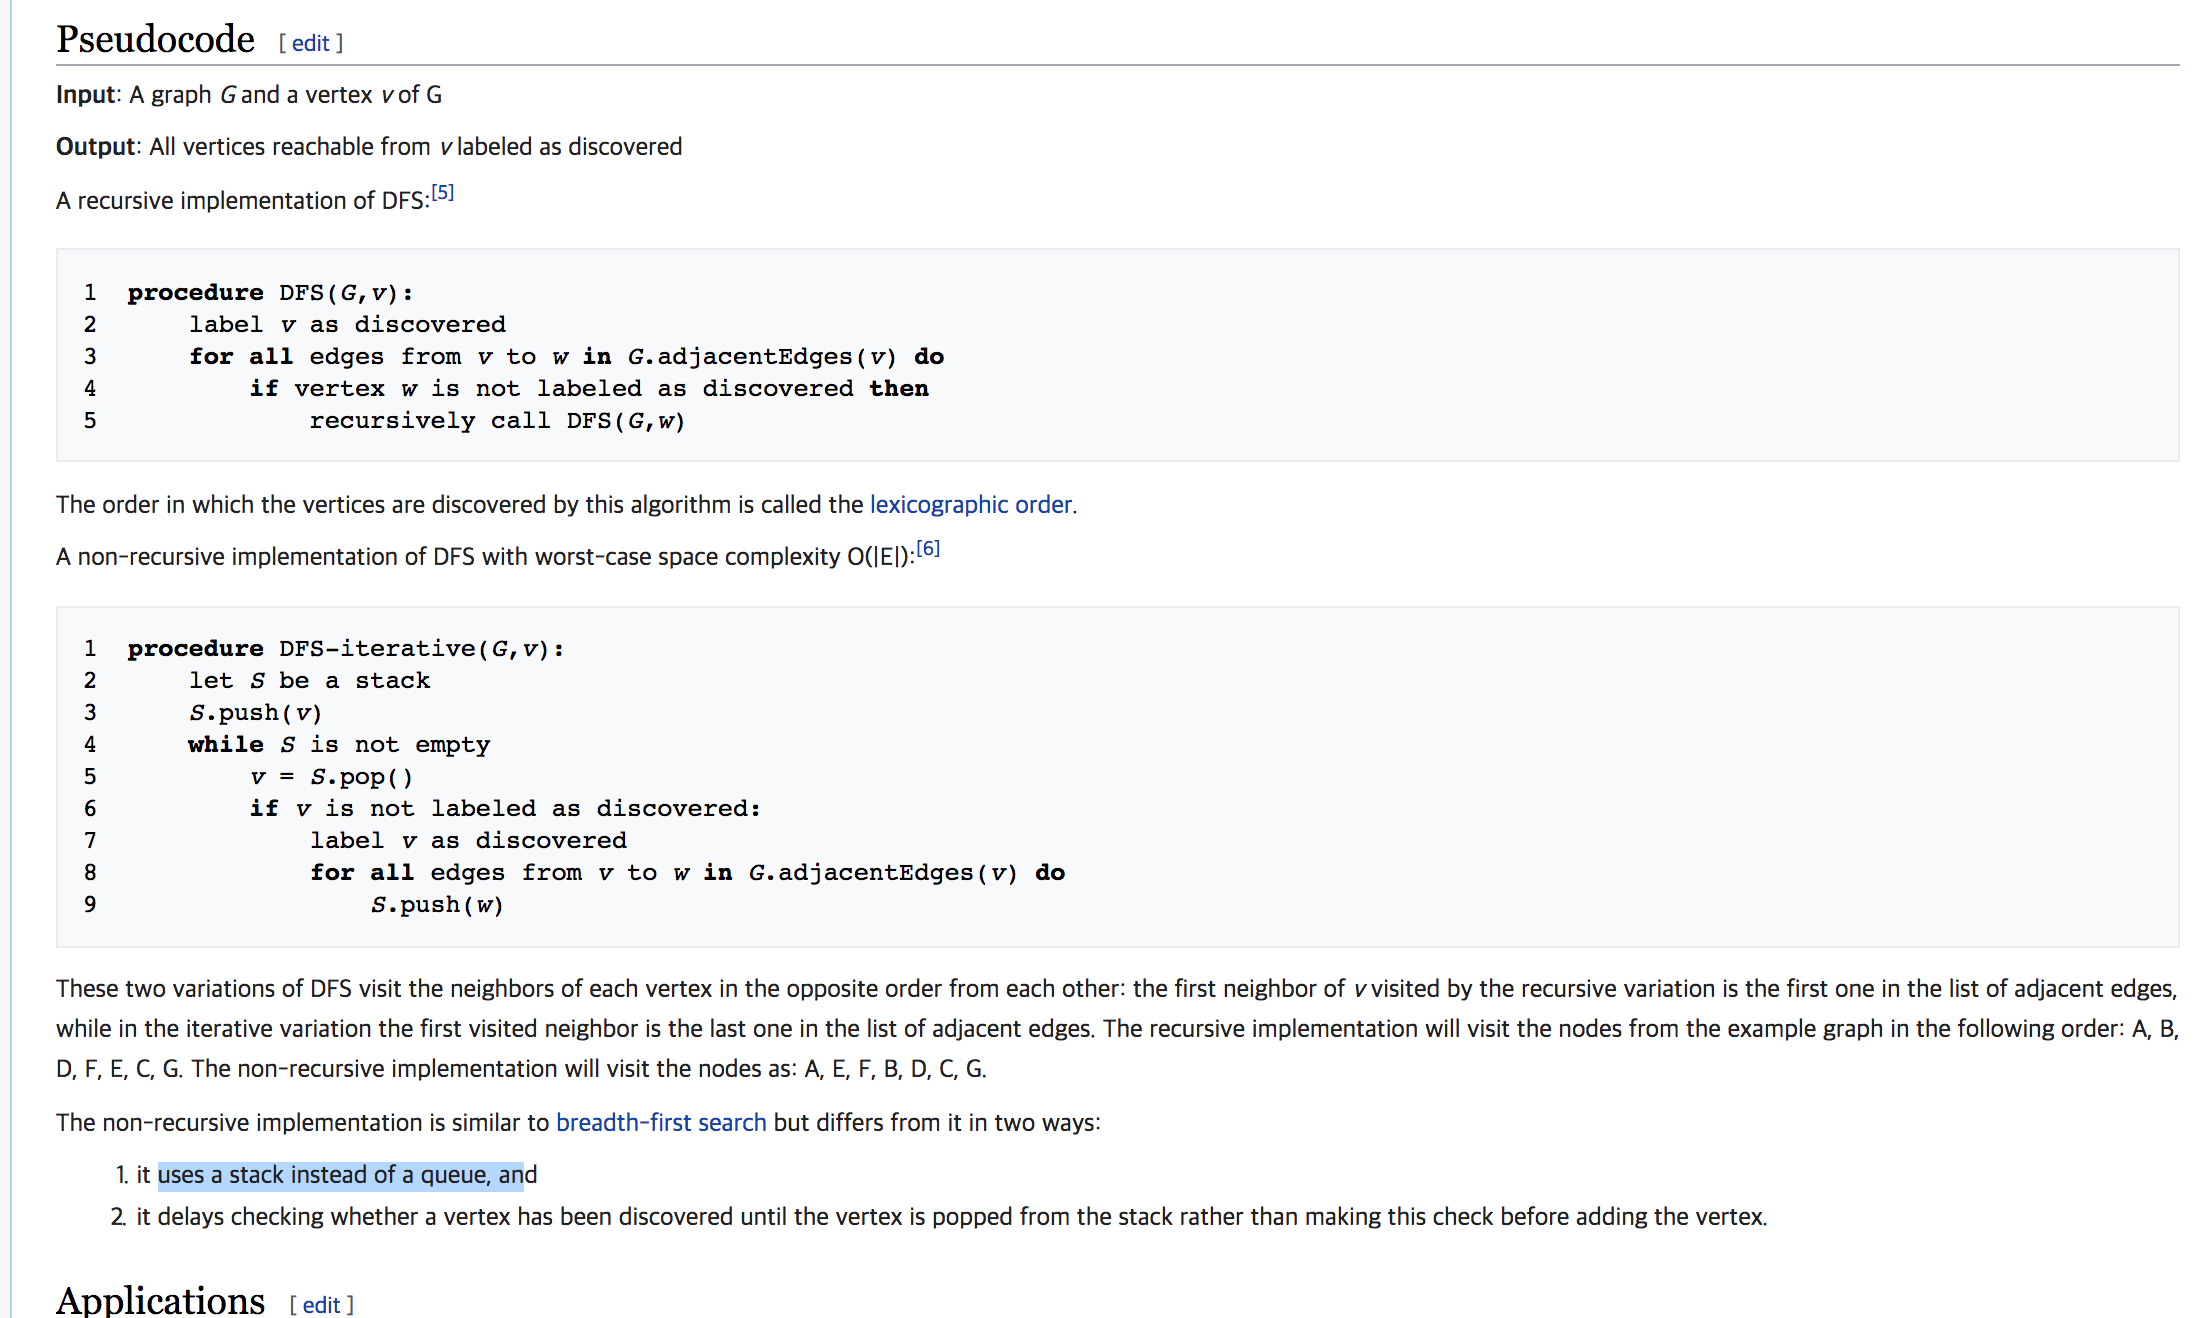 Pseudocode [ edit ]
Input: A graph G and a vertex v of G
Output: All vertices reachable from v labeled as discovered
A recursive implementation of DFS:[5]
1 procedure DFS(G,v):
2 label v as discovered
3 for all edges from v to w in G.adjacentEdges(v) do
4 if vertex w is not labeled as discovered then
5 recursively call DFS(G,w)
The order in which the vertices are discovered by this algorithm is called the lexicographic order.
A non-recursive implementation of DFS with worst-case space complexity O(|E|):[6]
1 procedure DFS-iterative(G,v):
2 let S be a stack
3 S.push(v)
4 while S is not empty
5 v = S.pop()
6 if v is not labeled as discovered:
7 label v as discovered
8 for all edges from v to w in G.adjacentEdges(v) do
9 S.push(w)
These two variations of DFS visit the neighbors of each vertex in the opposite order from each other: the first neighbor of v visited by the recursive variation is the first one in the list of adjacent edges,
while in the iterative variation the first visited neighbor is the last one in the list of adjacent edges. The recursive implementation will visit the nodes from the example graph in the following order: A, B,
D, F, E, C, G. The non-recursive implementation will visit the nodes as: A, E, F, B, D, C, G.
The non-recursive implementation is similar to breadth-first search but differs from it in two ways:
1. it uses a stack instead of a queue, and
2. it delays checking whether a vertex has been discovered until the vertex is popped from the stack rather than making this check before adding the vertex.
Applications [ edit ]